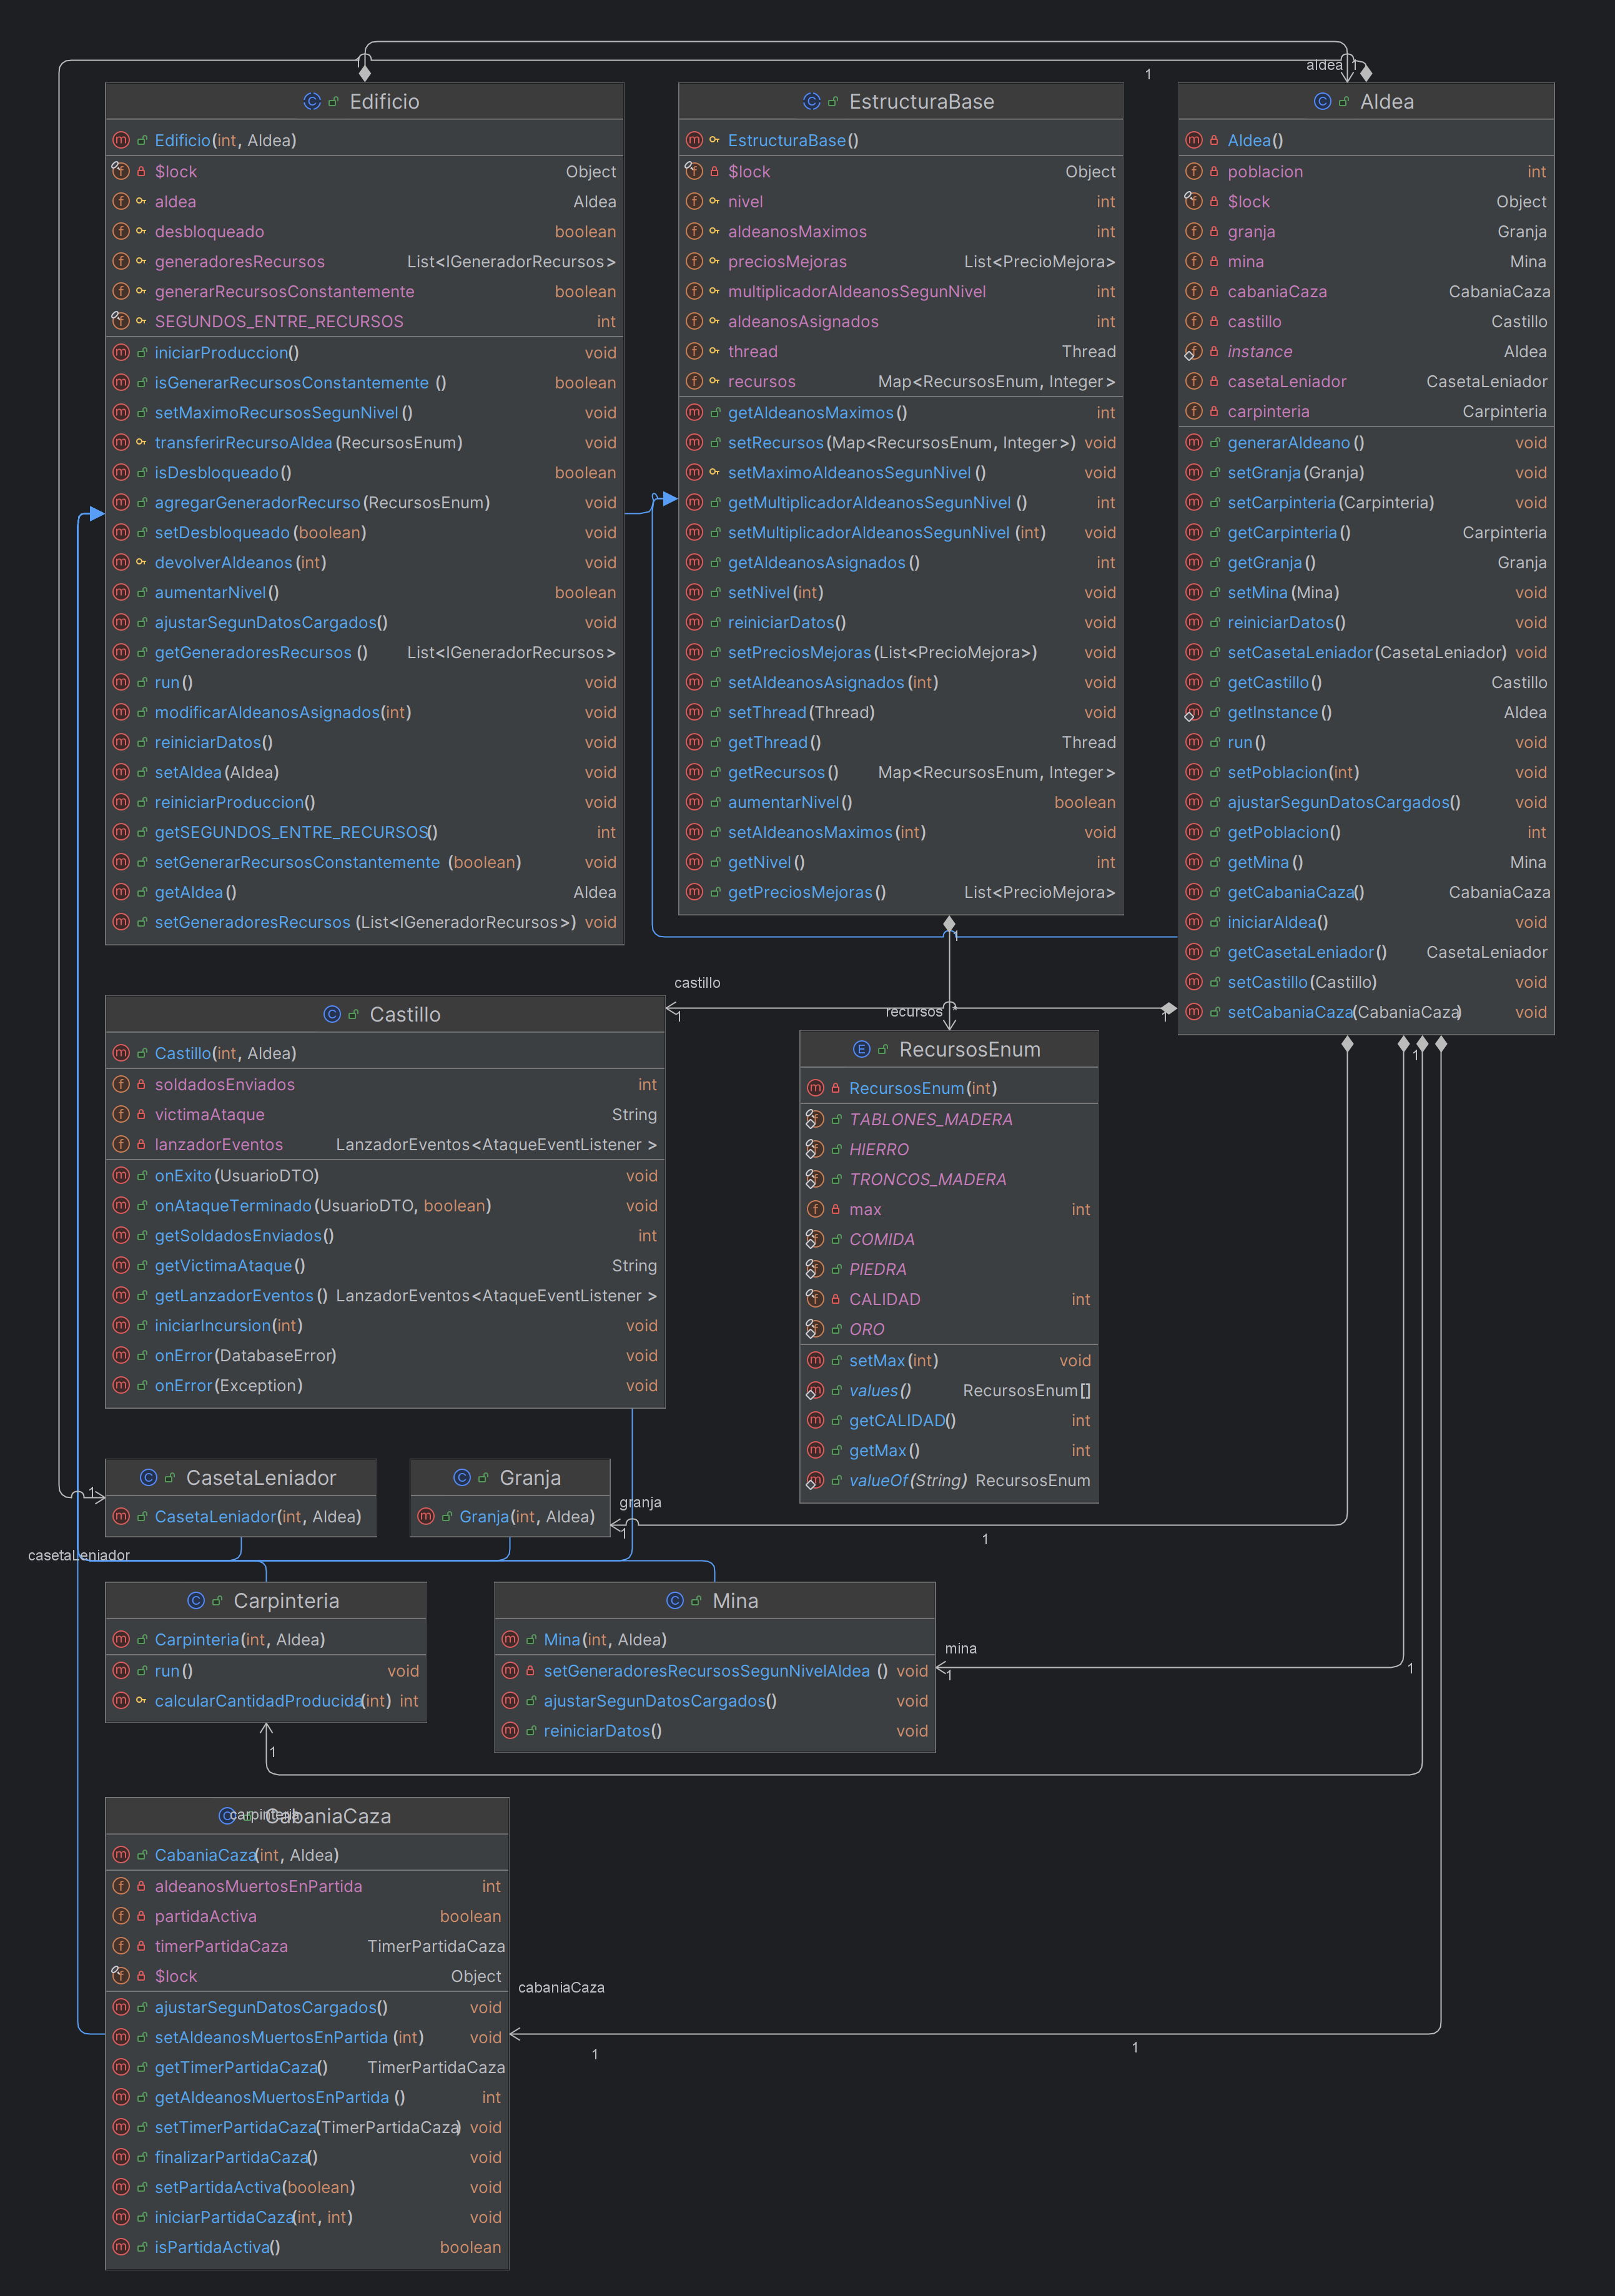 aldea
1
1
1
Edificio
Edificio(int, Aldea)
$lock Object
aldea Aldea
desbloqueado boolean
generadoresRecursos List<IGeneradorRecursos>
generarRecursosConstantemente boolean
SEGUNDOS_ENTRE_RECURSOS int
iniciarProduccion() void
isGenerarRecursosConstantemente () boolean
setMaximoRecursosSegunNivel() void
transferirRecursoAldea(RecursosEnum) void
isDesbloqueado() boolean
agregarGeneradorRecurso(RecursosEnum) void
setDesbloqueado(boolean) void
devolverAldeanos(int) void
aumentarNivel() boolean
ajustarSegunDatosCargados() void
getGeneradoresRecursos () List<IGeneradorRecursos>
run() void
modificarAldeanosAsignados(int) void
reiniciarDatos() void
setAldea(Aldea) void
reiniciarProduccion() void
getSEGUNDOS_ENTRE_RECURSOS() int
setGenerarRecursosConstantemente (boolean) void
getAldea() Aldea
setGeneradoresRecursos (List<IGeneradorRecursos>) void
EstructuraBase
EstructuraBase()
$lock Object
nivel int
aldeanosMaximos int
preciosMejoras List<PrecioMejora>
multiplicadorAldeanosSegunNivel int
aldeanosAsignados int
thread Thread
recursos Map<RecursosEnum, Integer>
getAldeanosMaximos() int
setRecursos(Map<RecursosEnum, Integer>) void
setMaximoAldeanosSegunNivel() void
getMultiplicadorAldeanosSegunNivel () int
setMultiplicadorAldeanosSegunNivel (int) void
getAldeanosAsignados() int
setNivel(int) void
reiniciarDatos() void
setPreciosMejoras(List<PrecioMejora>) void
setAldeanosAsignados(int) void
setThread(Thread) void
getThread() Thread
getRecursos() Map<RecursosEnum, Integer>
aumentarNivel() boolean
setAldeanosMaximos(int) void
getNivel() int
getPreciosMejoras() List<PrecioMejora>
Aldea
Aldea()
poblacion int
$lock Object
granja Granja
mina Mina
cabaniaCaza CabaniaCaza
castillo Castillo
instance Aldea
casetaLeniador CasetaLeniador
carpinteria Carpinteria
generarAldeano() void
setGranja(Granja) void
setCarpinteria(Carpinteria) void
getCarpinteria() Carpinteria
getGranja() Granja
setMina(Mina) void
reiniciarDatos() void
setCasetaLeniador(CasetaLeniador) void
getCastillo() Castillo
getInstance() Aldea
run() void
setPoblacion(int) void
ajustarSegunDatosCargados() void
getPoblacion() int
getMina() Mina
getCabaniaCaza() CabaniaCaza
iniciarAldea() void
getCasetaLeniador() CasetaLeniador
setCastillo(Castillo) void
setCabaniaCaza(CabaniaCaza) void
1
castillo
1
recursos *
1
1
Castillo
Castillo(int, Aldea)
soldadosEnviados int
victimaAtaque String
lanzadorEventos LanzadorEventos<AtaqueEventListener >
onExito(UsuarioDTO) void
onAtaqueTerminado(UsuarioDTO, boolean) void
getSoldadosEnviados() int
getVictimaAtaque() String
getLanzadorEventos() LanzadorEventos<AtaqueEventListener >
iniciarIncursion(int) void
onError(DatabaseError) void
onError(Exception) void
RecursosEnum
RecursosEnum(int)
TABLONES_MADERA
HIERRO
TRONCOS_MADERA
max int
COMIDA
PIEDRA
CALIDAD int
ORO
setMax(int) void
values() RecursosEnum[]
getCALIDAD() int
getMax() int
valueOf(String) RecursosEnum
CasetaLeniador
CasetaLeniador(int, Aldea)
1
casetaLeniador
Granja
Granja(int, Aldea)
granja
1
1
Carpinteria
Carpinteria(int, Aldea)
run() void
calcularCantidadProducida(int) int
1
Mina
Mina(int, Aldea)
setGeneradoresRecursosSegunNivelAldea () void
ajustarSegunDatosCargados() void
reiniciarDatos() void
mina
1
1
carpinteria
CabaniaCaza
CabaniaCaza(int, Aldea)
aldeanosMuertosEnPartida int
partidaActiva boolean
timerPartidaCaza TimerPartidaCaza
$lock Object
ajustarSegunDatosCargados() void
setAldeanosMuertosEnPartida (int) void
getTimerPartidaCaza() TimerPartidaCaza
getAldeanosMuertosEnPartida () int
setTimerPartidaCaza(TimerPartidaCaza) void
finalizarPartidaCaza() void
setPartidaActiva(boolean) void
iniciarPartidaCaza(int, int) void
isPartidaActiva() boolean
cabaniaCaza
1
1